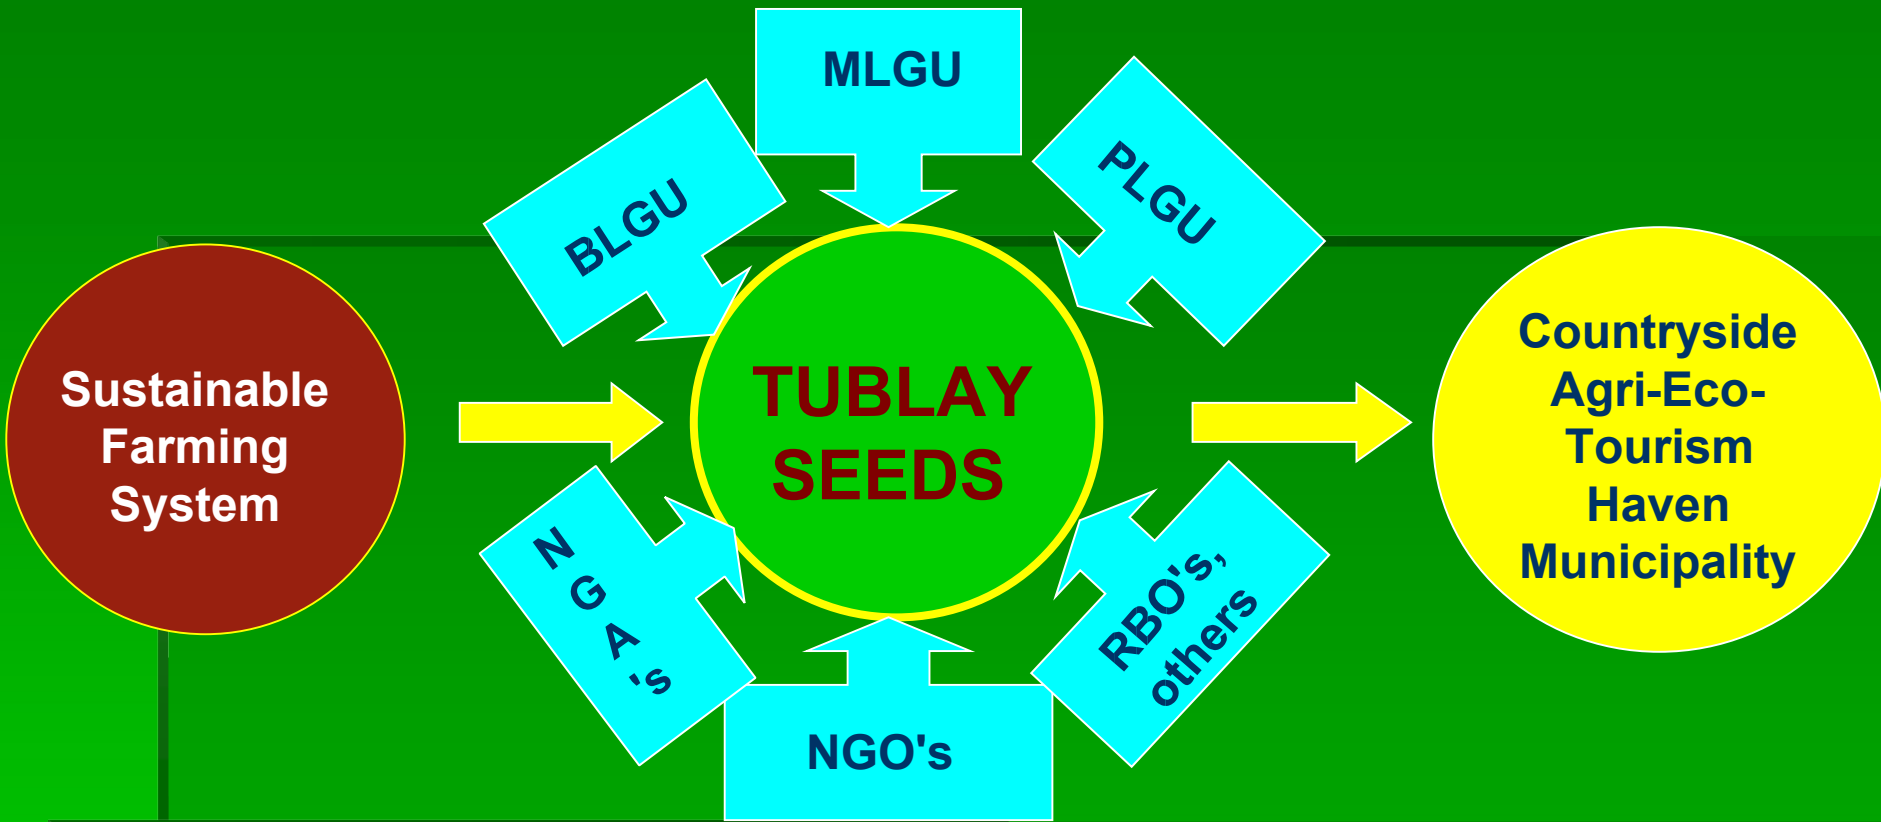 MLGU
BLGU
PLGU
Sustainable
Farming
System
TUBLAY
SEEDS
Countryside
Agri-Eco-
Tourism
Haven
Municipality
N
G
A
's
RBO's,
others
NGO's